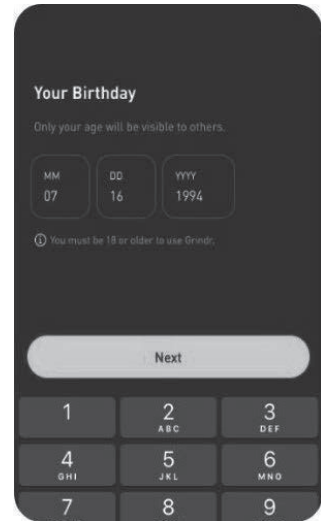 Your Birthday
Only your age will be visible to others.
MM DD YYYY
07 16 1994
You must be 18 or older to use Grindr.
Next
1 2 3
ABC DEF
4 5 6
GHI JKL MNO
7 8 9